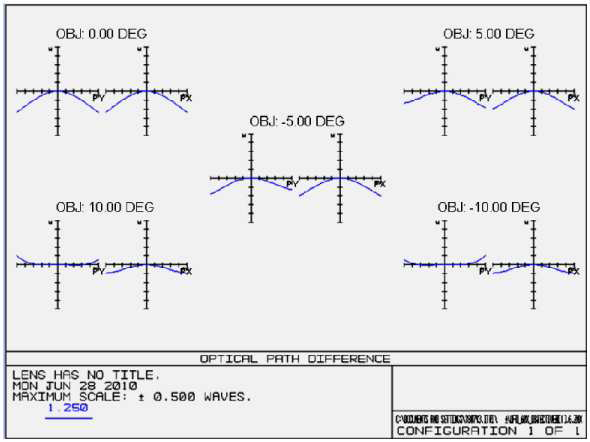 OBJ: 0.00 DEG
OBJ: 5.00 DEG
W
W
W
W
PY
PX
PY
PX
OBJ: -5.00 DEG
W
W
PY
PX
OBJ: 10.00 DEG
OBJ: -10.00 DEG
W
W
W
W
PY
PX
PY
PX
OPTICAL PATH DIFFERENCE
LENS HAS NO TITLE.
MON JUN 28 2010
MAXIMUM SCALE: ± 0.500 WAVES.
1.250
CONFIGURATION 1 OF 1